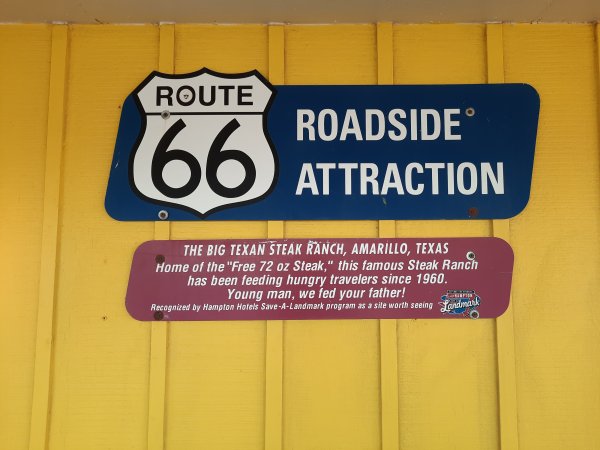 ROUTE
66
ROADSIDE
ATTRACTION
THE BIG TEXAN STEAK RANCH, AMARILLO, TEXAS
Home of the "Free 72 oz Steak," this famous Steak Ranch
has been feeding hungry travelers since 1960.
Young man, we fed your father!
Recognized by Hampton Hotels Save-A-Landmark program as a site worth seeing
HAMPTON
Landmark